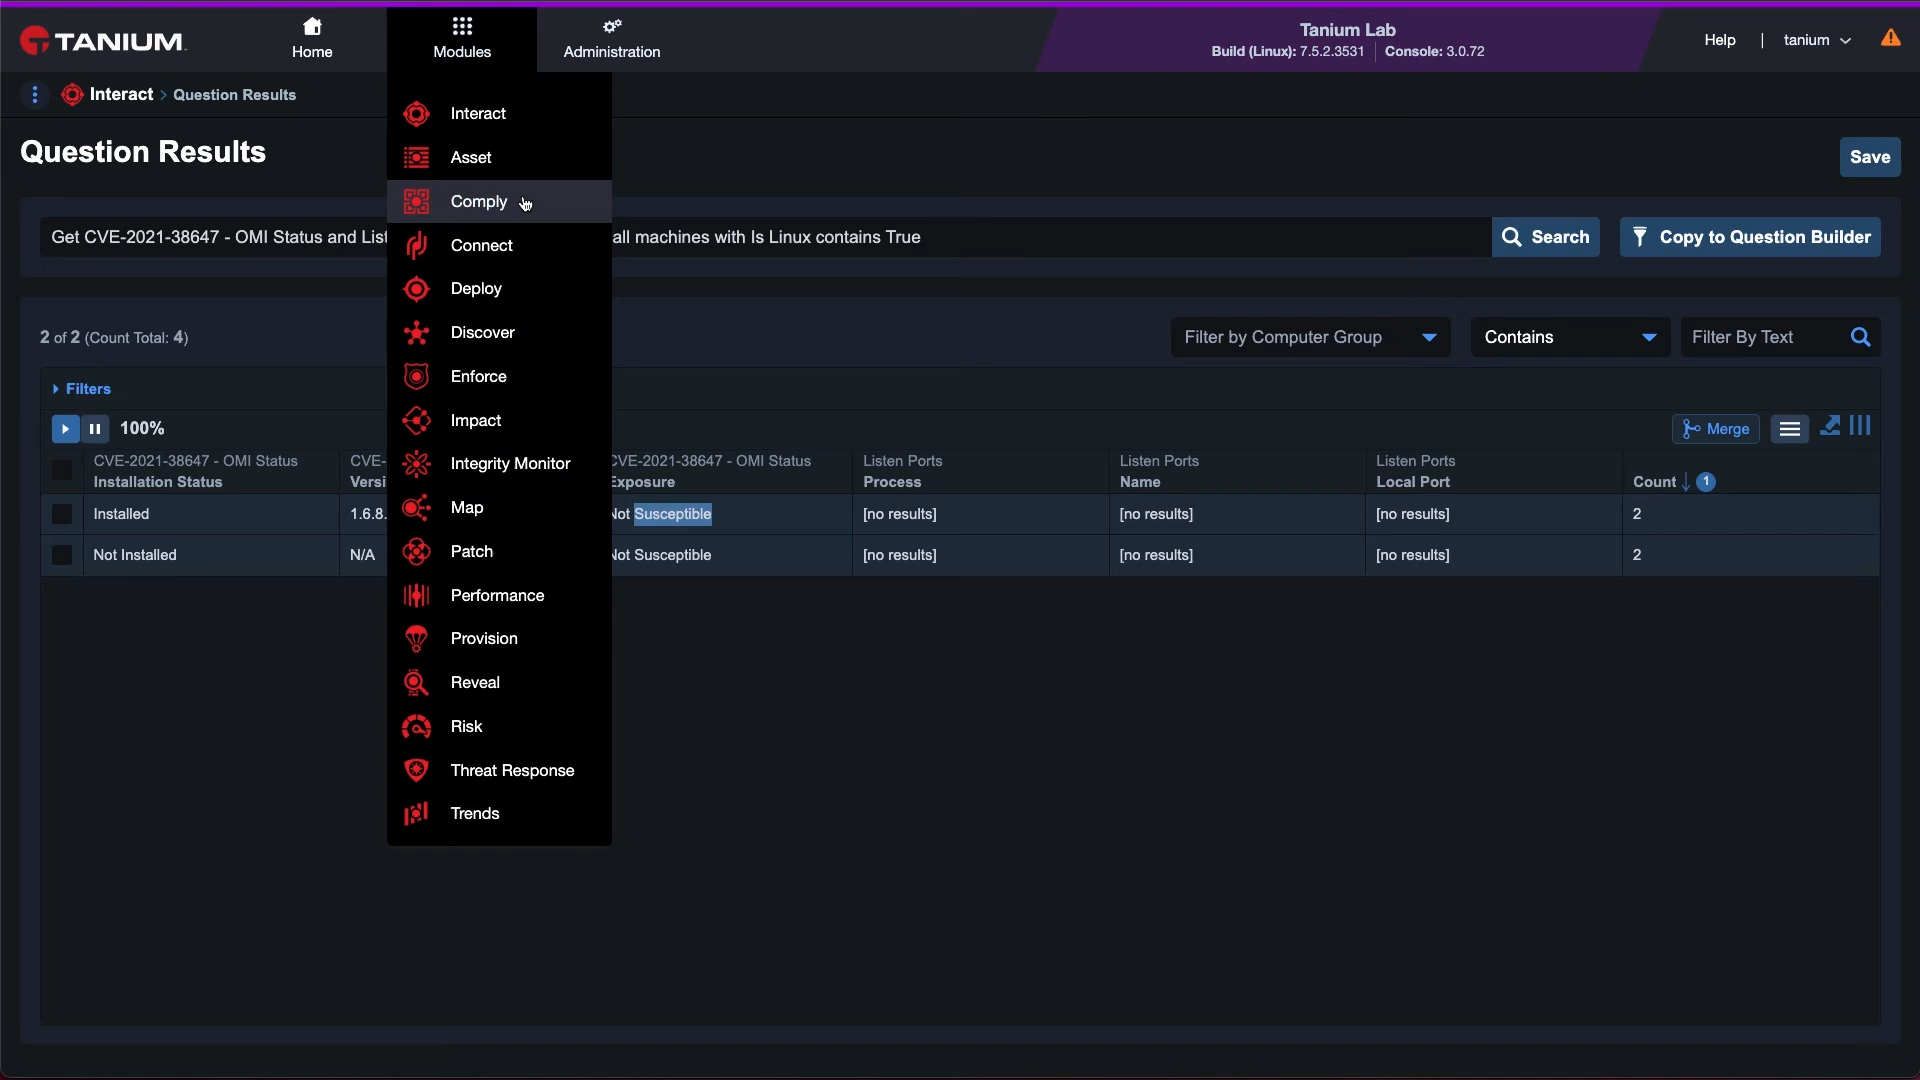 TANIUM.
Home
Modules
Administration
Tanium Lab
Build (Linux): 7.5.2.3531 | Console: 3.0.72
Help | tanium
Interact > Question Results
Question Results
Save
Interact
Asset
Comply
Connect
Deploy
Discover
Enforce
Impact
Integrity Monitor
Map
Patch
Performance
Provision
Reveal
Risk
Threat Response
Trends
Get CVE-2021-38647 - OMI Status and List all machines with Is Linux contains True
Search
Copy to Question Builder
2 of 2 (Count Total: 4)
Filter by Computer Group
Contains
Filter By Text
Filters
100%
Merge
CVE-2021-38647 - OMI Status CVE- CVE-2021-38647 - OMI Status Listen Ports Listen Ports Listen Ports
Installation Status Versi Exposure Process Name Local Port Count 1
Installed 1.6.8. Not Susceptible [no results] [no results] [no results] 2
Not Installed N/A Not Susceptible [no results] [no results] [no results] 2